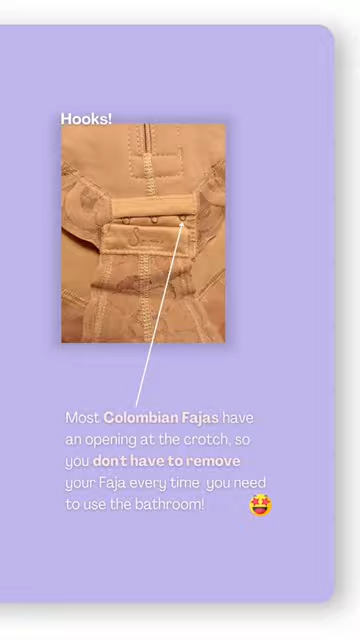 Hooks!
Most Colombian Fajas have
an opening at the crotch, so
you don't have to remove
your Faja every time you need
to use the bathroom!